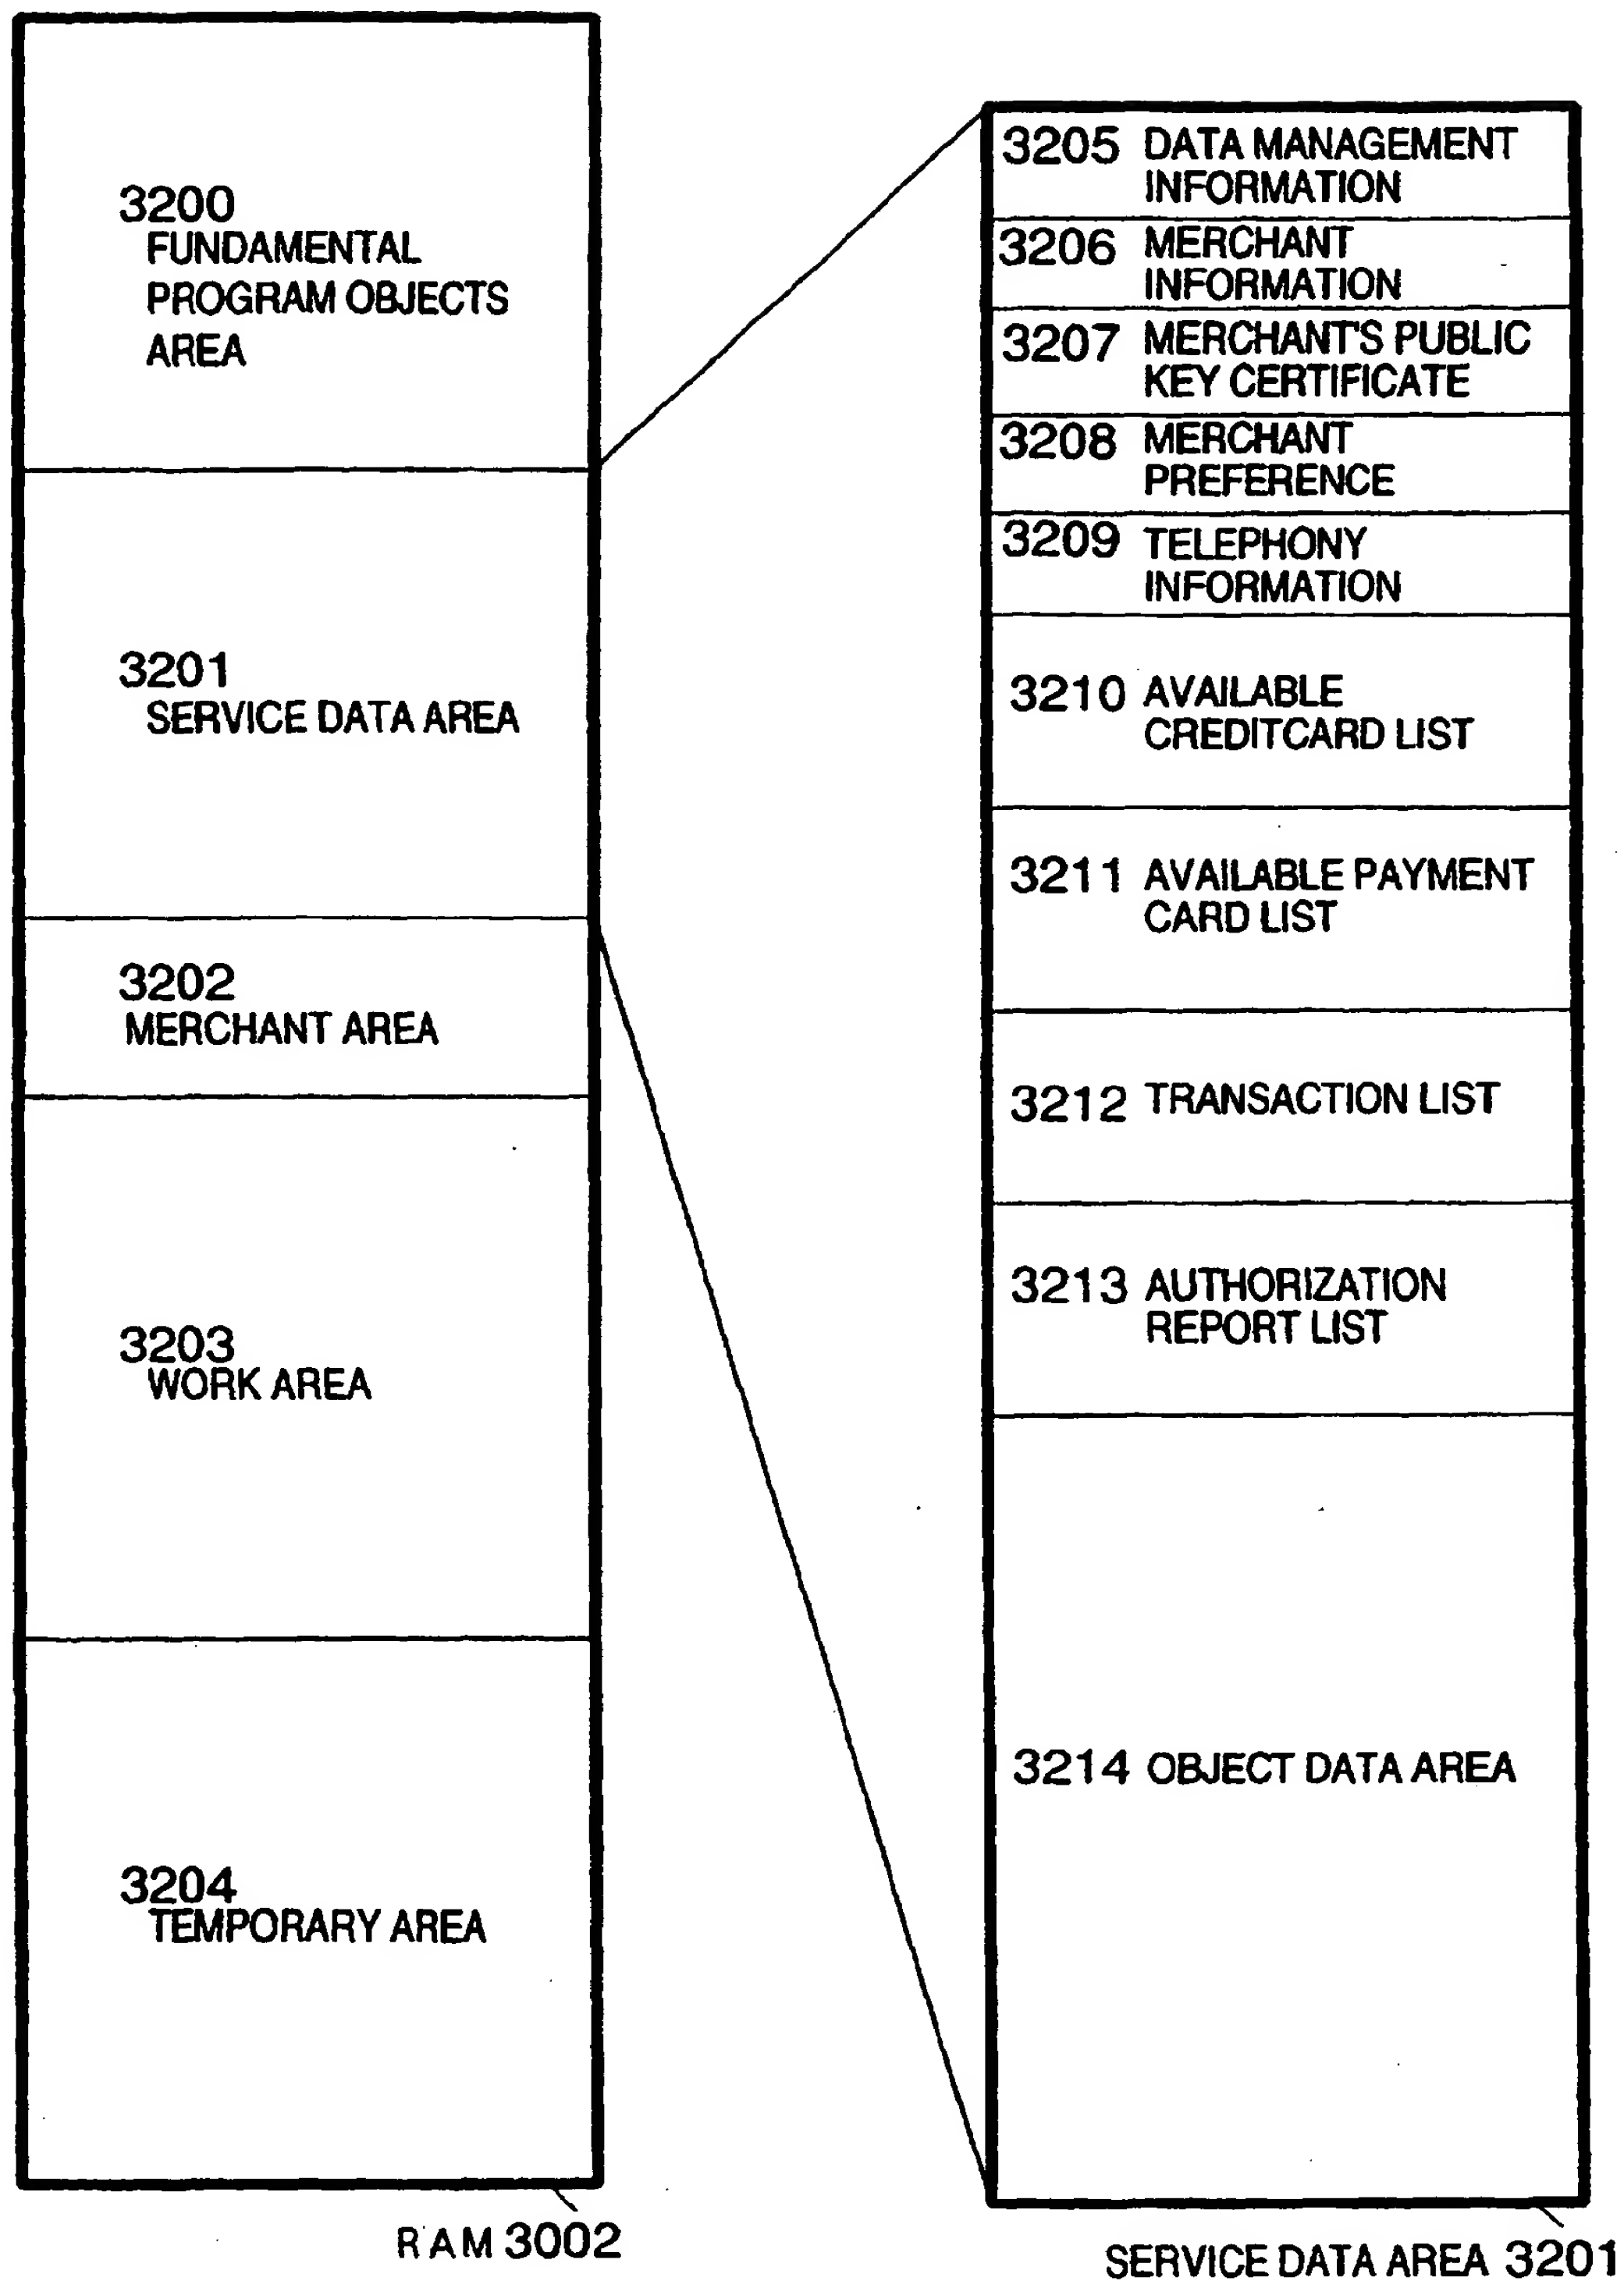 3200
FUNDAMENTAL
PROGRAM OBJECTS
AREA
3201
SERVICE DATA AREA
3202
MERCHANT AREA
3203
WORK AREA
3204
TEMPORARY AREA
RAM 3002
3205 DATA MANAGEMENT
INFORMATION
3206 MERCHANT
INFORMATION
3207 MERCHANT'S PUBLIC
KEY CERTIFICATE
3208 MERCHANT
PREFERENCE
3209 TELEPHONY
INFORMATION
3210 AVAILABLE
CREDITCARD LIST
3211 AVAILABLE PAYMENT
CARD LIST
3212 TRANSACTION LIST
3213 AUTHORIZATION
REPORT LIST
3214 OBJECT DATA AREA
SERVICE DATA AREA 3201